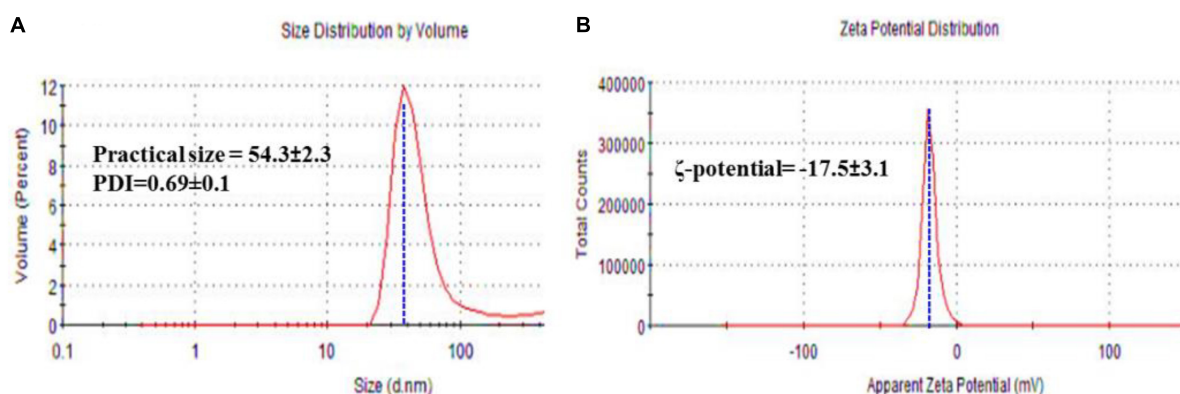 A
Size Distribution by Volume
Volume (Percent)
12
10
8
6
4
2
0
Practical size = 54.3±2.3
PDI=0.69±0.1
0.1
1
10
100
Size (d.nm)
B
Zeta Potential Distribution
Total Counts
400000
300000
200000
100000
0
ζ-potential= -17.5±3.1
-100
0
100
Apparent Zeta Potential (mV)